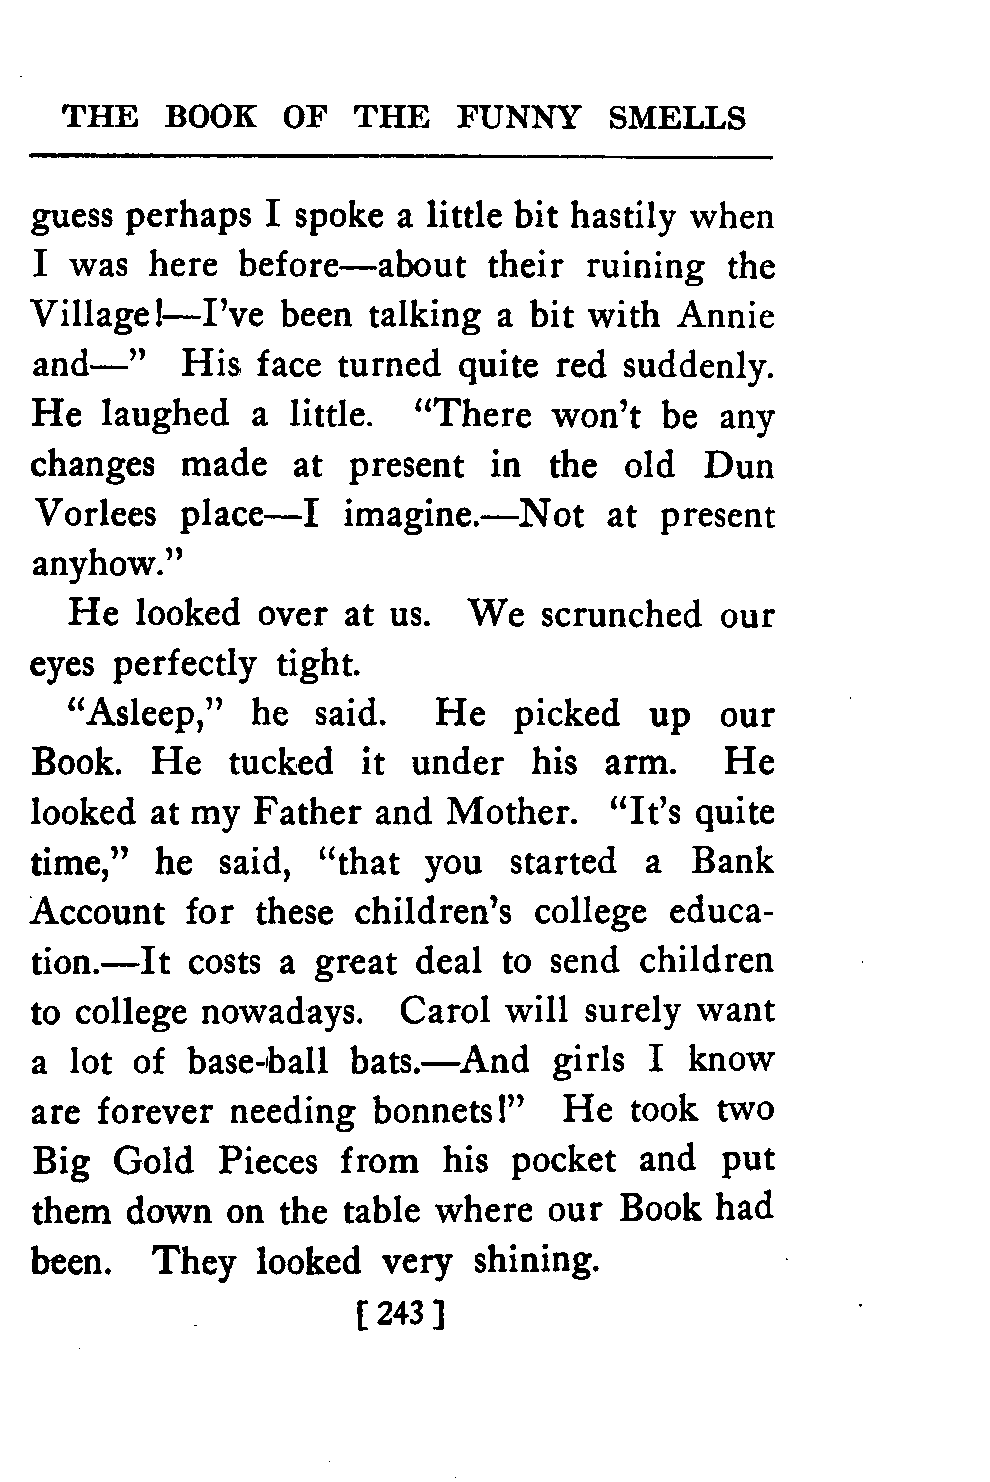 THE BOOK OF THE FUNNY SMELLS
guess perhaps I spoke a little bit hastily when
I was here before—about their ruining the
Village!—I've been talking a bit with Annie
and—” His face turned quite red suddenly.
He laughed a little. “There won't be any
changes made at present in the old Dun
Vorlees place—I imagine.—Not at present
anyhow.”
He looked over at us. We scrunched our
eyes perfectly tight.
“Asleep,” he said. He picked up our
Book. He tucked it under his arm. He
looked at my Father and Mother. “It's quite
time,” he said, “that you started a Bank
Account for these children's college educa-
tion.—It costs a great deal to send children
to college nowadays. Carol will surely want
a lot of base-ball bats.—And girls I know
are forever needing bonnets!” He took two
Big Gold Pieces from his pocket and put
them down on the table where our Book had
been. They looked very shining.
[ 243 ]